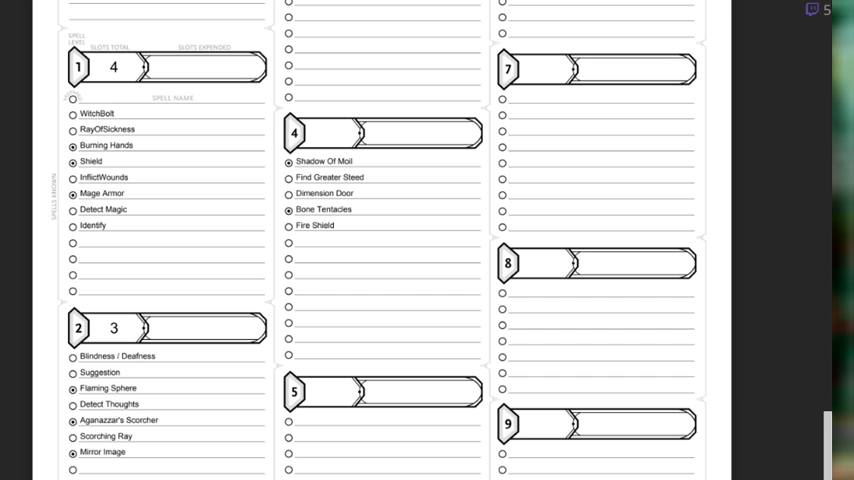 SPELL
LEVEL
SLOTS TOTAL
SLOTS EXPENDED
1
4
SPELL NAME
WitchBolt
RayOfSickness
Burning Hands
Shield
InflictWounds
Mage Armor
Detect Magic
Identify
SPELLS KNOWN
2
3
Blindness / Deafness
Suggestion
Flaming Sphere
Detect Thoughts
Aganazzar's Scorcher
Scorching Ray
Mirror Image
4
Shadow Of Moil
Find Greater Steed
Dimension Door
Bone Tentacles
Fire Shield
5
7
8
9
5